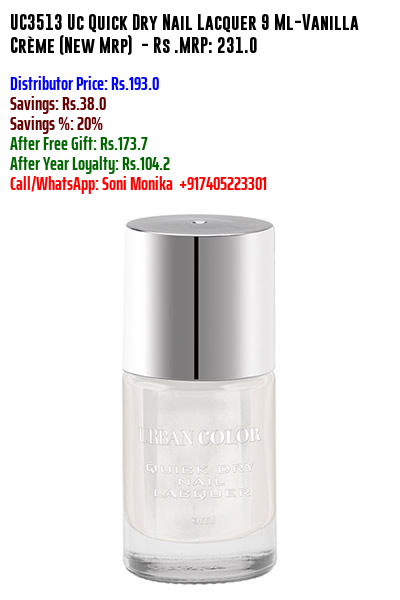 UC3513 Uc Quick Dry Nail Lacquer 9 Ml-Vanilla
Crème (New Mrp) - Rs .MRP: 231.0
Distributor Price: Rs.193.0
Savings: Rs.38.0
Savings %: 20%
After Free Gift: Rs.173.7
After Year Loyalty: Rs.104.2
Call/WhatsApp: Soni Monika +917405223301
URBAN COLOR
QUICK DRY
NAIL
LACQUER